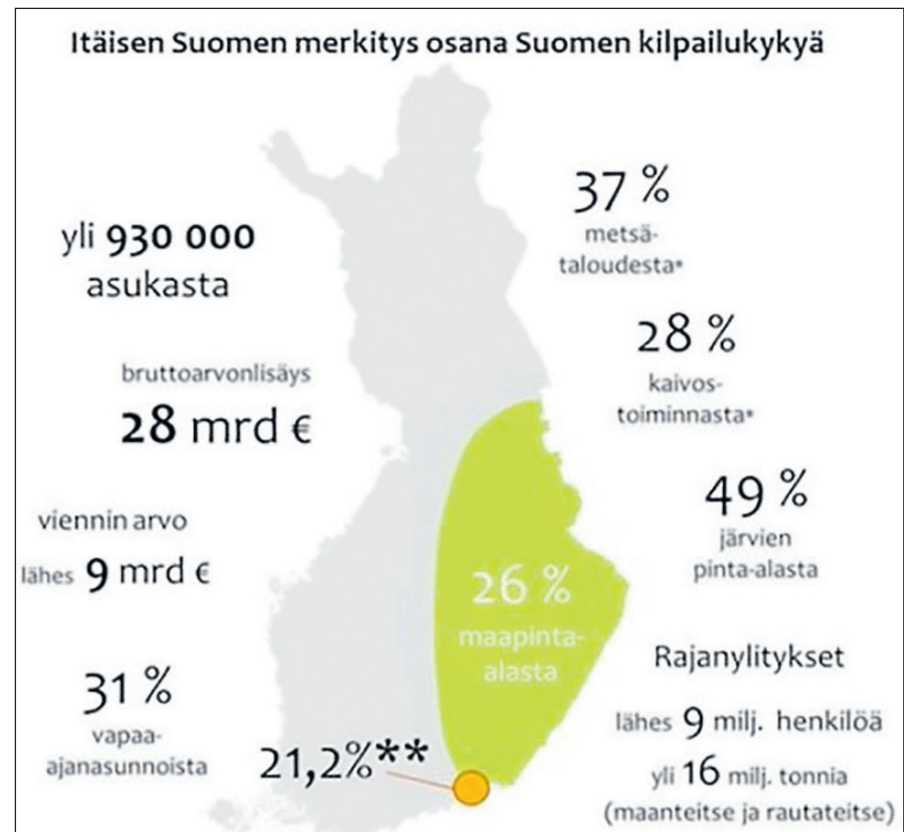 Itäisen Suomen merkitys osana Suomen kilpailukykyä
yli 930 000
asukasta
bruttoarvonlisäys
28 mrd €
viennin arvo
lähes 9 mrd €
31 %
vapaa-
ajanasunnoista
21,2%**
26 %
maapinta-
alasta
37 %
metsä-
taloudesta*
28 %
kaivos-
toiminnasta*
49 %
järvien
pinta-alasta
Rajanylitykset
lähes 9 milj. henkilöä
yli 16 milj. tonnia
(maanteitse ja rautateitse)